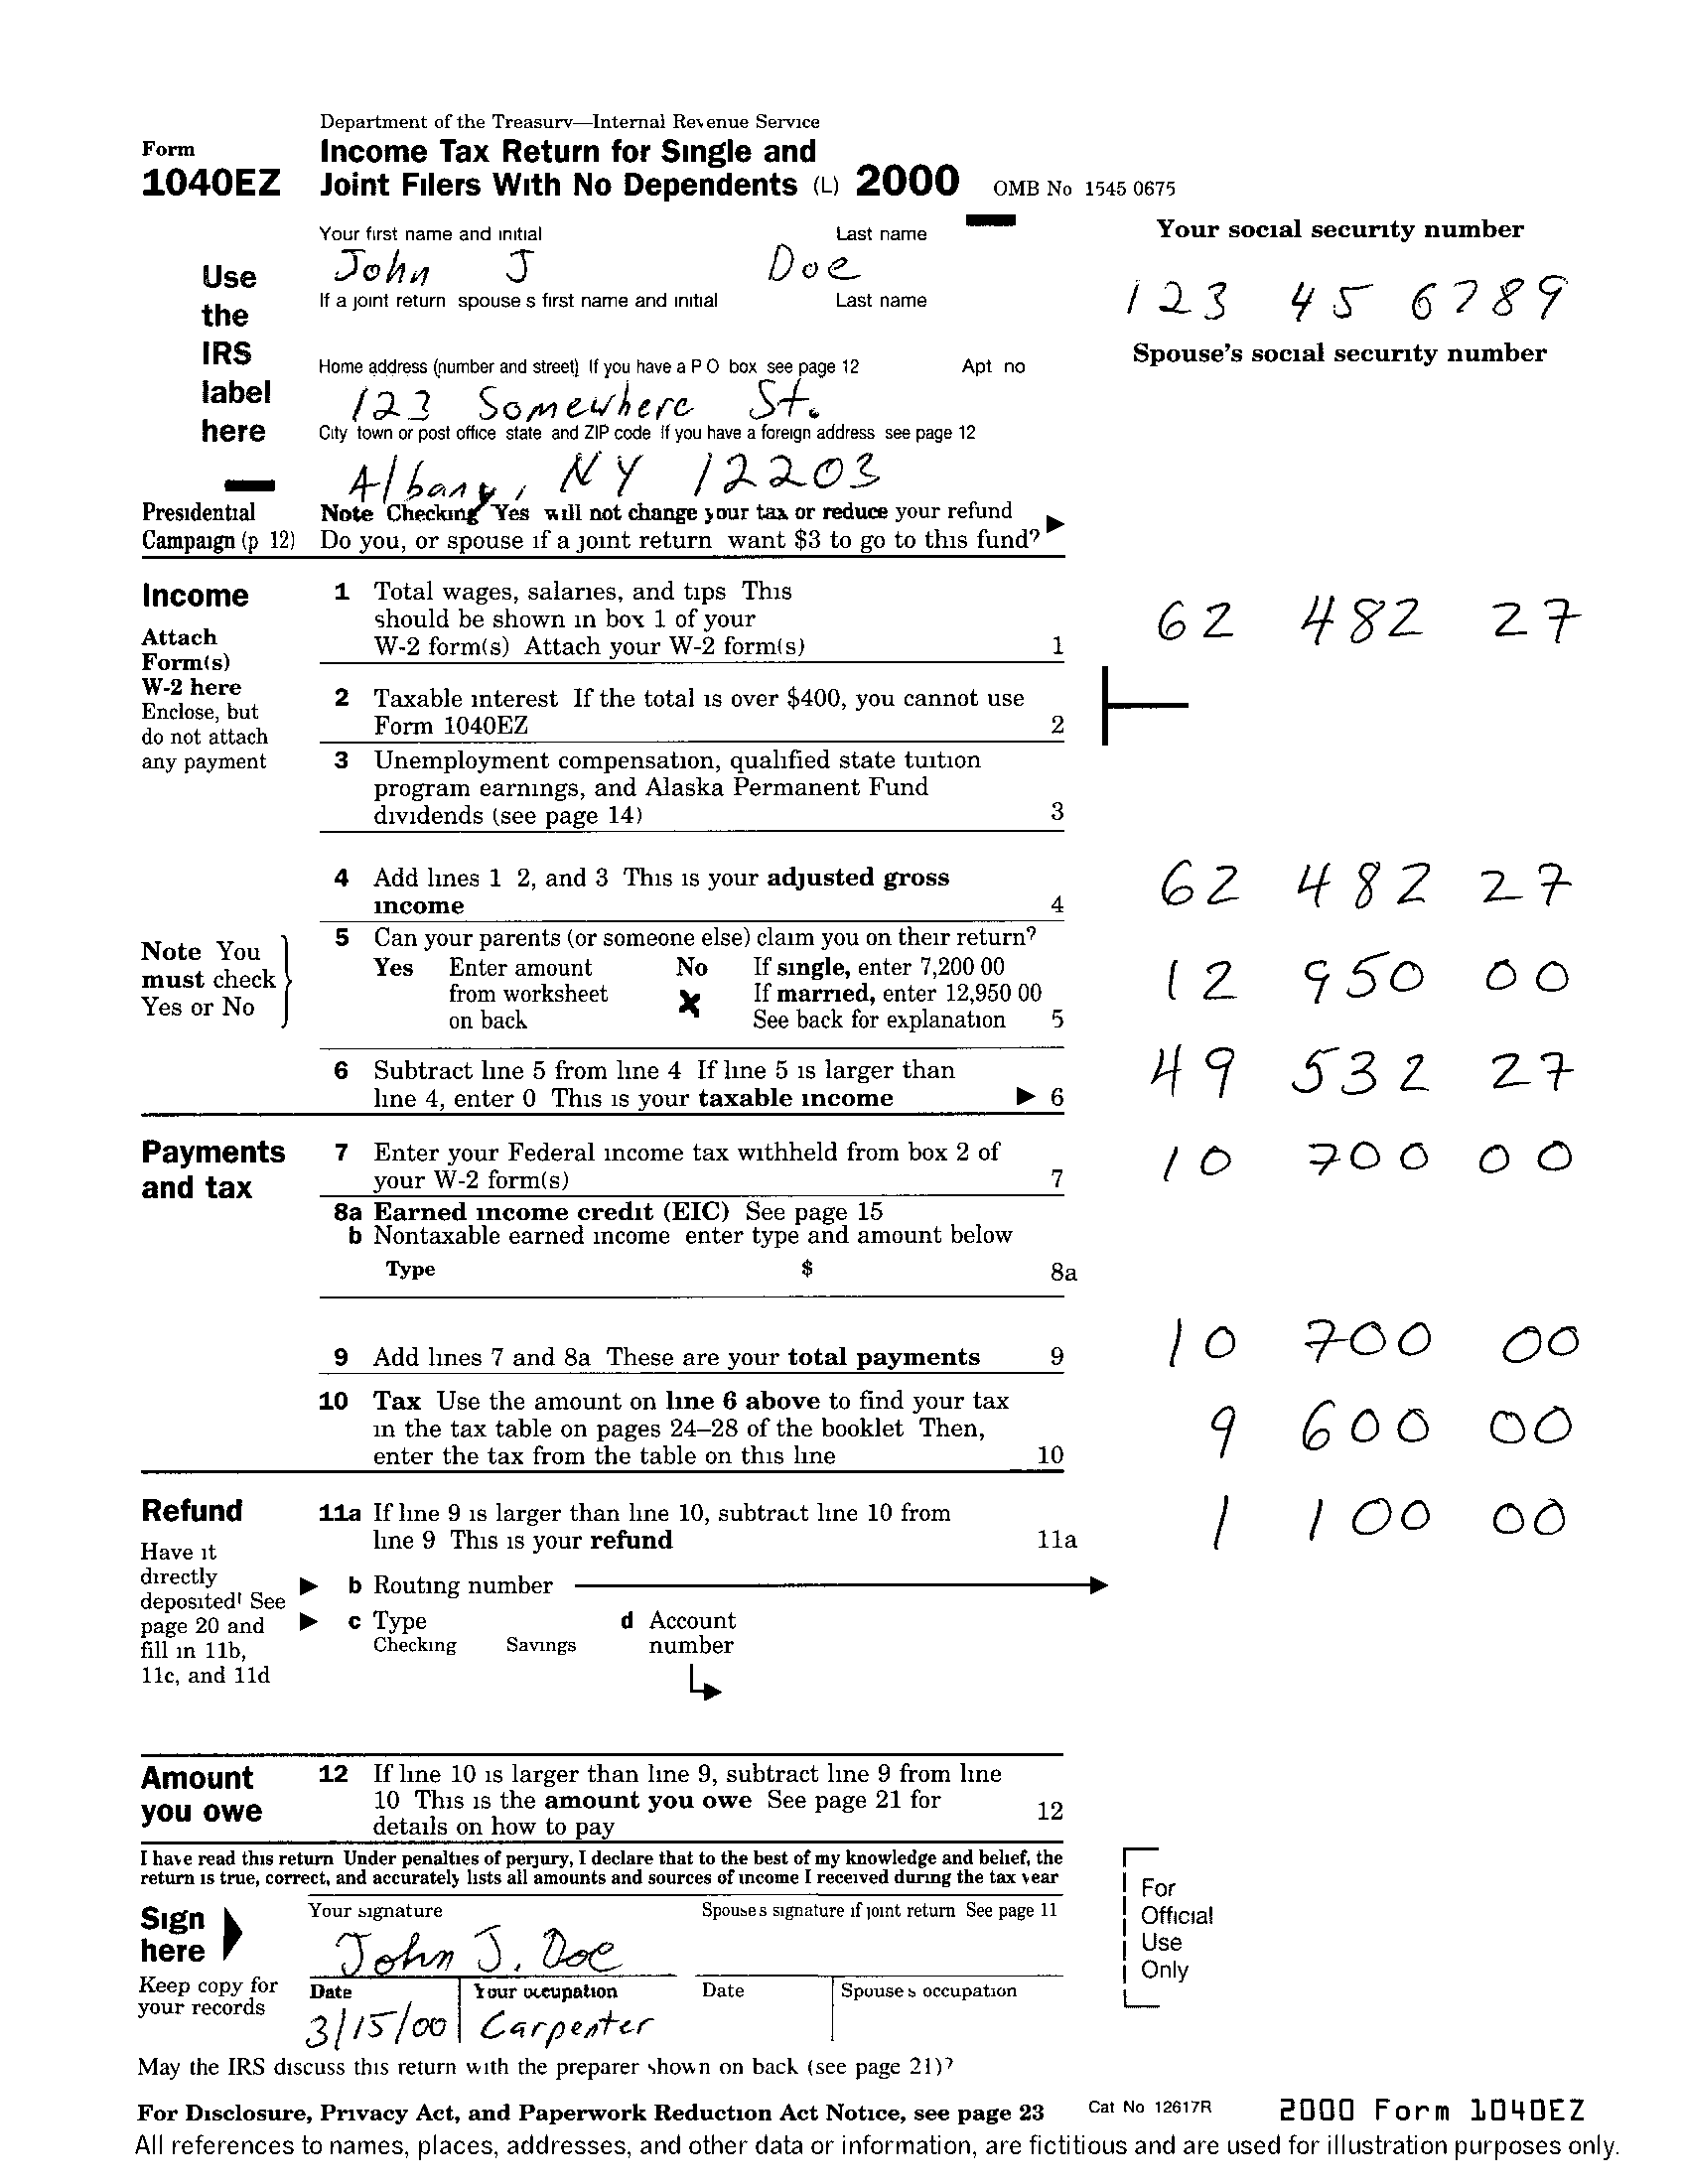 Department of the Treasury—Internal Revenue Service
Form
1040EZ
Income Tax Return for Single and
Joint Filers With No Dependents (L) 2000 OMB No 1545 0675
Your first name and initial Last name
John J Doe
Your social security number
123 45 6789
If a joint return spouse s first name and initial Last name
Spouse's social security number
Use
the
IRS
label
here
Home address (number and street) If you have a P O box see page 12 Apt no
123 Somewhere St.
City town or post office state and ZIP code If you have a foreign address see page 12
Albany, NY 12203
Presidential
Campaign (p 12)
Note Checking Yes will not change your tax or reduce your refund
Do you, or spouse if a joint return want $3 to go to this fund?
Income
Attach
Form(s)
W-2 here
Enclose, but
do not attach
any payment
1 Total wages, salaries, and tips This
should be shown in box 1 of your
W-2 form(s) Attach your W-2 form(s) 1 62 482 27
2 Taxable interest If the total is over $400, you cannot use
Form 1040EZ 2
3 Unemployment compensation, qualified state tuition
program earnings, and Alaska Permanent Fund
dividends (see page 14) 3
4 Add lines 1 2, and 3 This is your adjusted gross
income 4 62 482 27
Note You
must check
Yes or No
5 Can your parents (or someone else) claim you on their return?
Yes Enter amount No If single, enter 7,200 00
from worksheet X If married, enter 12,950 00
on back See back for explanation 5 12 950 00
6 Subtract line 5 from line 4 If line 5 is larger than
line 4, enter 0 This is your taxable income 6 49 532 27
Payments
and tax
7 Enter your Federal income tax withheld from box 2 of
your W-2 form(s) 7 10 700 00
8a Earned income credit (EIC) See page 15
b Nontaxable earned income enter type and amount below
Type $ 8a
9 Add lines 7 and 8a These are your total payments 9 10 700 00
10 Tax Use the amount on line 6 above to find your tax
in the tax table on pages 24–28 of the booklet Then,
enter the tax from the table on this line 10 9 600 00
Refund
Have it
directly
deposited! See
page 20 and
fill in 11b,
11c, and 11d
11a If line 9 is larger than line 10, subtract line 10 from
line 9 This is your refund 11a 1 100 00
b Routing number
c Type d Account
Checking Savings number
Amount
you owe
12 If line 10 is larger than line 9, subtract line 9 from line
10 This is the amount you owe See page 21 for
details on how to pay 12
I have read this return Under penalties of perjury, I declare that to the best of my knowledge and belief, the
return is true, correct, and accurately lists all amounts and sources of income I received during the tax year
Sign
here
Keep copy for
your records
Your signature Spouse s signature if joint return See page 11
John J. Doe
Date Your occupation Date Spouse s occupation
3/15/00 Carpenter
For
Official
Use
Only
May the IRS discuss this return with the preparer shown on back (see page 21)?
For Disclosure, Privacy Act, and Paperwork Reduction Act Notice, see page 23 Cat No 12617R 2000 Form 1040EZ
All references to names, places, addresses, and other data or information, are fictitious and are used for illustration purposes only.